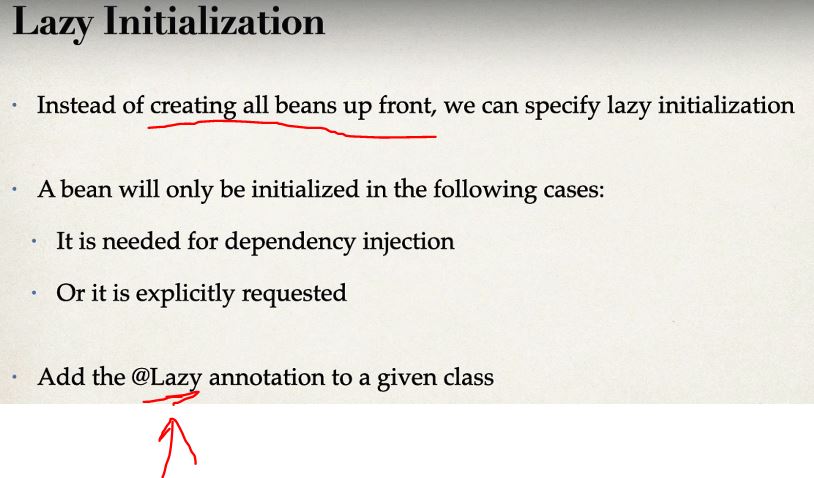 Lazy Initialization
• Instead of creating all beans up front, we can specify lazy initialization
• A bean will only be initialized in the following cases:
• It is needed for dependency injection
• Or it is explicitly requested
• Add the @Lazy annotation to a given class